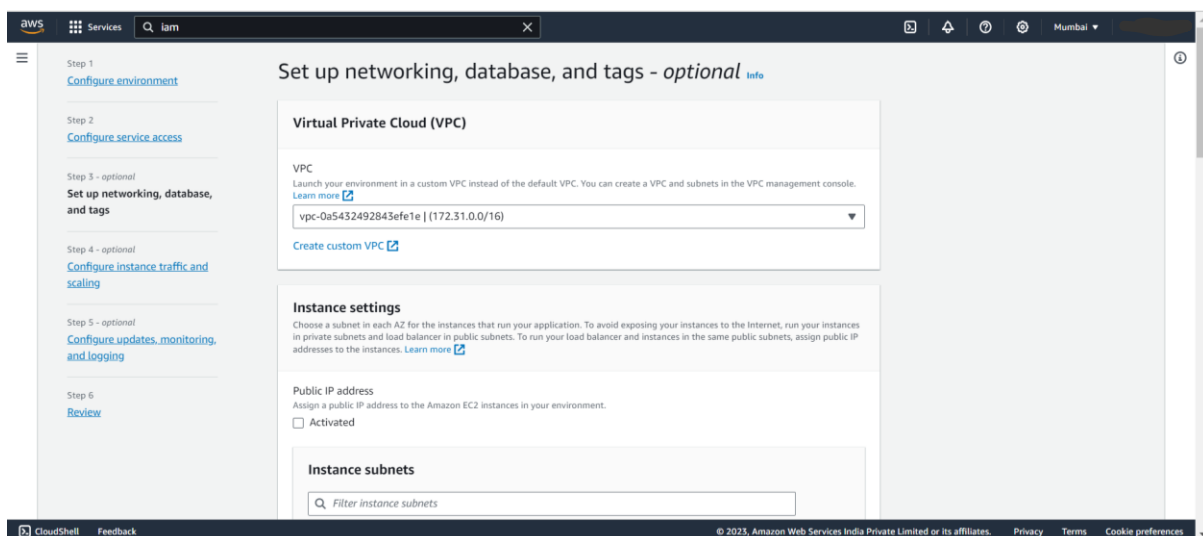 aws
Services
iam
Mumbai
Step 1
Configure environment
Step 2
Configure service access
Step 3 - optional
Set up networking, database,
and tags
Step 4 - optional
Configure instance traffic and
scaling
Step 5 - optional
Configure updates, monitoring,
and logging
Step 6
Review
Set up networking, database, and tags - optional Info
Virtual Private Cloud (VPC)
VPC
Launch your environment in a custom VPC instead of the default VPC. You can create a VPC and subnets in the VPC management console.
Learn more
vpc-0a5432492843efe1e | (172.31.0.0/16)
Create custom VPC
Instance settings
Choose a subnet in each AZ for the instances that run your application. To avoid exposing your instances to the Internet, run your instances
in private subnets and load balancer in public subnets. To run your load balancer and instances in the same public subnets, assign public IP
addresses to the instances. Learn more
Public IP address
Assign a public IP address to the Amazon EC2 instances in your environment.
Activated
Instance subnets
Filter instance subnets
CloudShell Feedback
© 2023, Amazon Web Services India Private Limited or its affiliates. Privacy Terms Cookie preferences